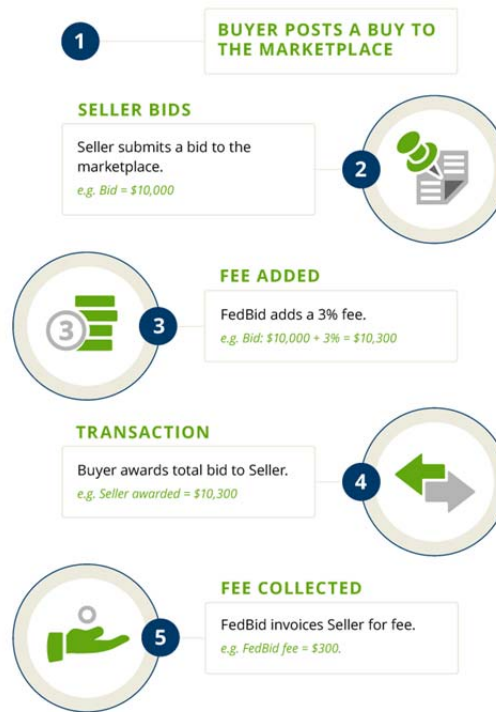 1
BUYER POSTS A BUY TO
THE MARKETPLACE
SELLER BIDS
Seller submits a bid to the
marketplace.
e.g. Bid = $10,000
2
FEE ADDED
3
3
FedBid adds a 3% fee.
e.g. Bid: $10,000 + 3% = $10,300
TRANSACTION
Buyer awards total bid to Seller.
e.g. Seller awarded = $10,300
4
FEE COLLECTED
5
FedBid invoices Seller for fee.
e.g. FedBid fee = $300.